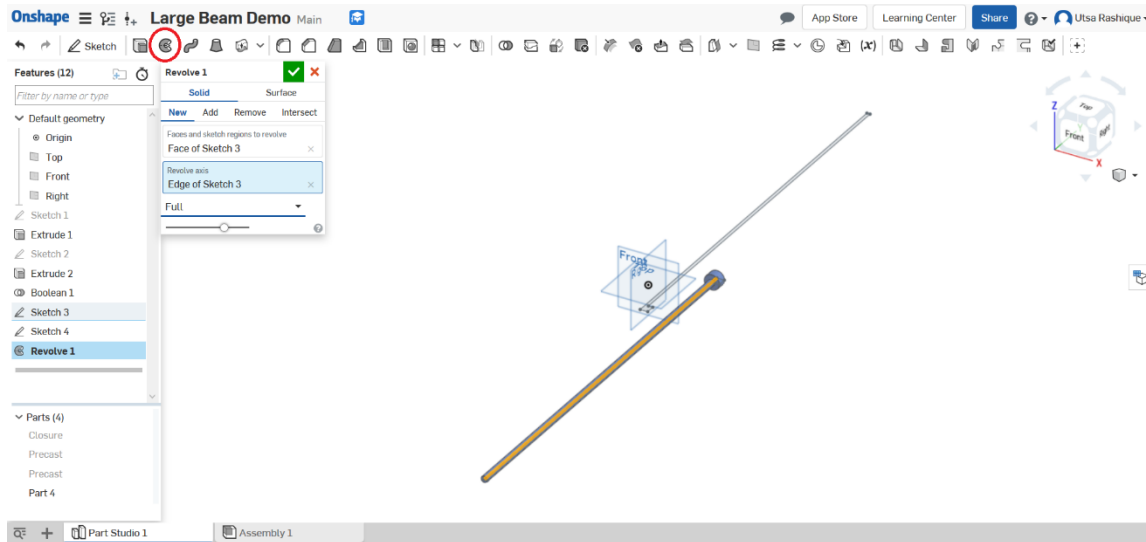 Onshape Large Beam Demo Main App Store Learning Center Share Utsa Rashique
Sketch
Features (12)
Filter by name or type
Default geometry
Origin
Top
Front
Right
Sketch 1
Extrude 1
Sketch 2
Extrude 2
Boolean 1
Sketch 3
Sketch 4
Revolve 1
Parts (4)
Closure
Precast
Precast
Part 4
Revolve 1
Solid Surface
New Add Remove Intersect
Faces and sketch regions to revolve
Face of Sketch 3
Revolve axis
Edge of Sketch 3
Full
Front
Z
Top
Front
Right
X
Part Studio 1 Assembly 1